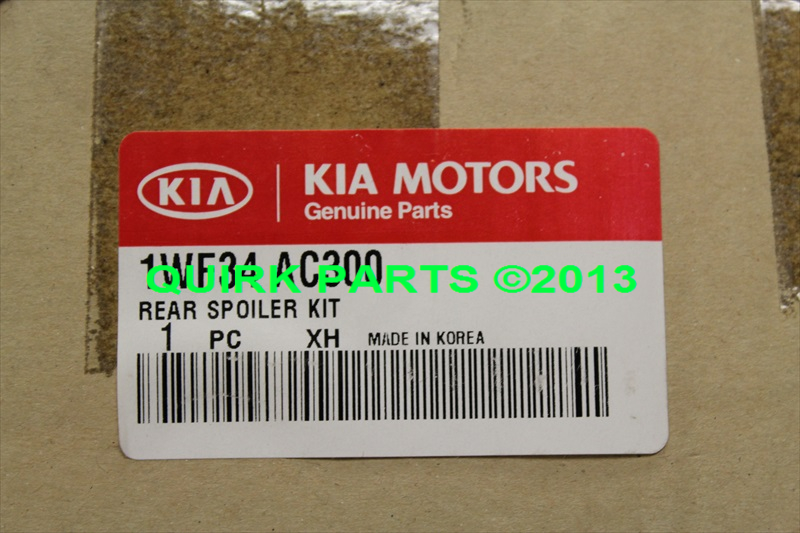 KIA
KIA MOTORS
Genuine Parts
1WF34 AC300
QUIRK PARTS ©2013
REAR SPOILER KIT
1 PC XH MADE IN KOREA